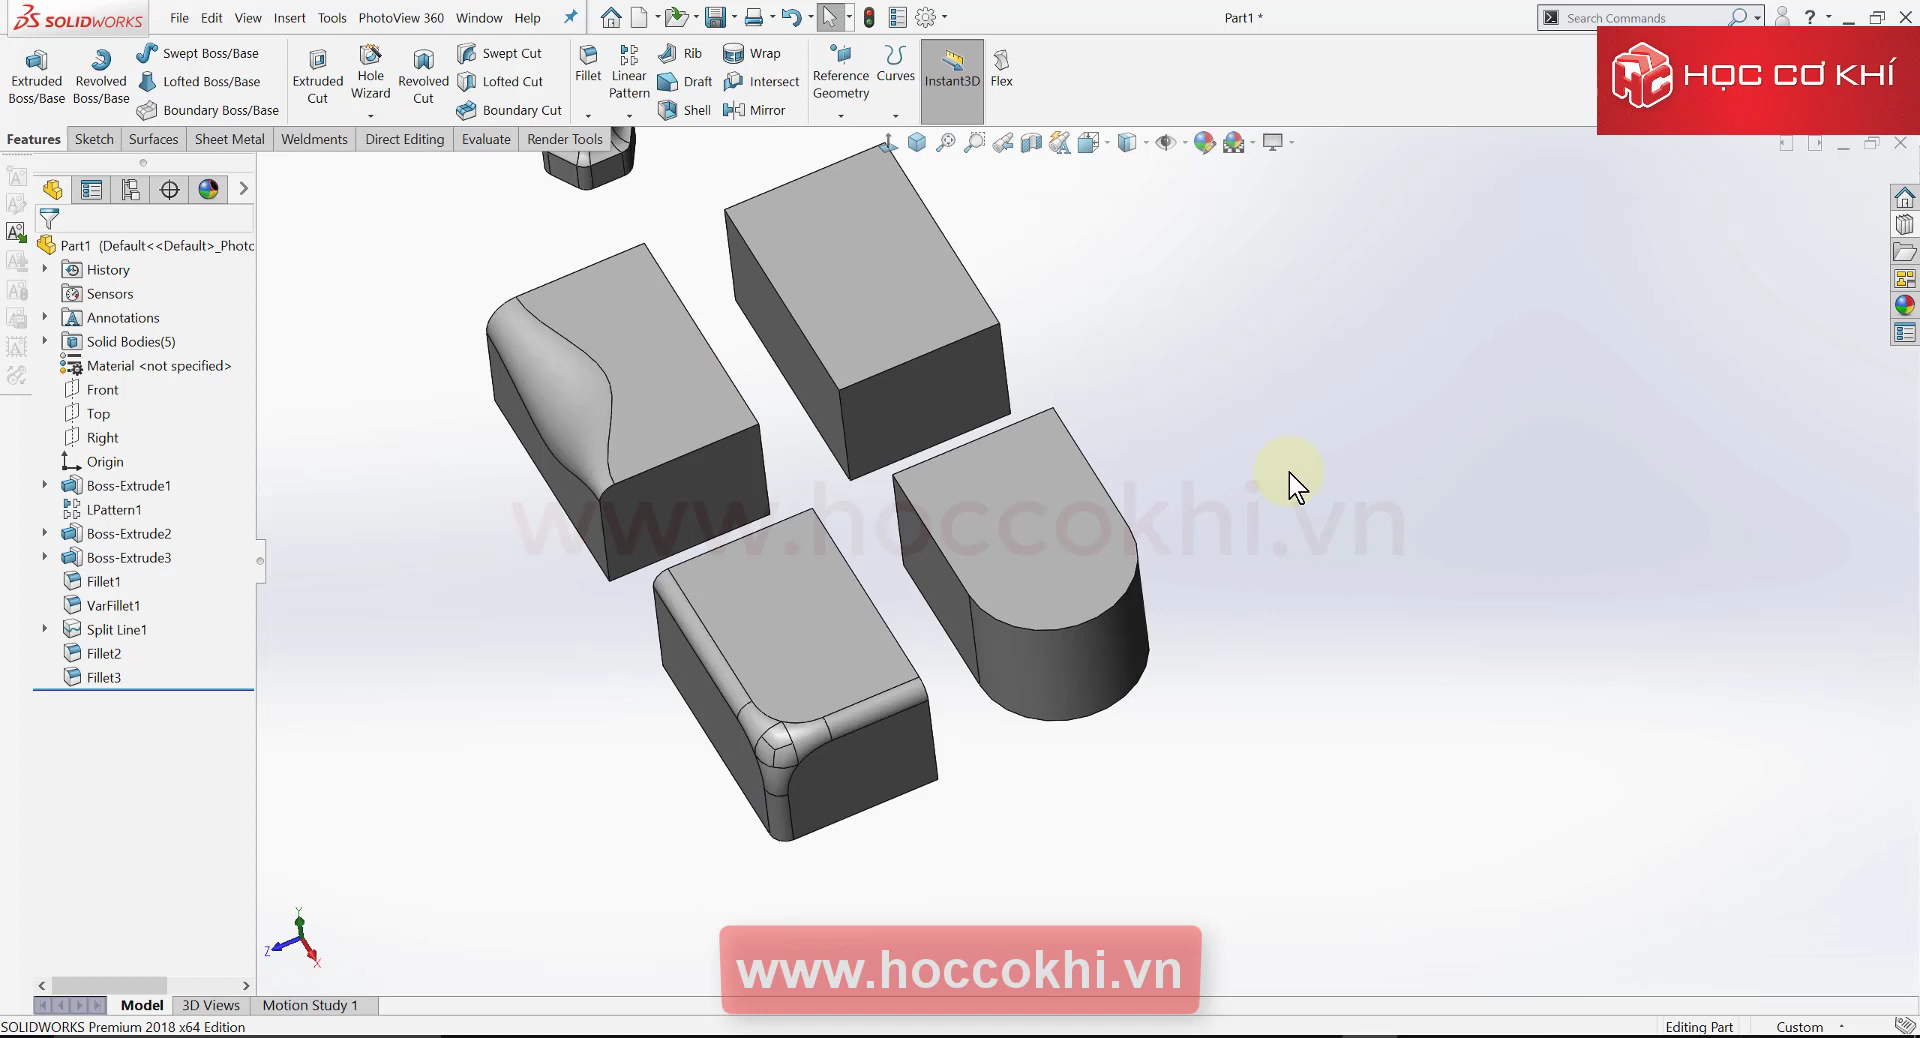 SOLIDWORKS File Edit View Insert Tools PhotoView 360 Window Help Part1 * Search Commands ?
HỌC CƠ KHÍ
Extruded Boss/Base
Revolved Boss/Base
Swept Boss/Base
Lofted Boss/Base
Boundary Boss/Base
Extruded Cut
Hole Wizard
Revolved Cut
Swept Cut
Lofted Cut
Boundary Cut
Fillet
Linear Pattern
Rib
Draft
Shell
Wrap
Intersect
Mirror
Reference Geometry
Curves
Instant3D
Flex
Features Sketch Surfaces Sheet Metal Weldments Direct Editing Evaluate Render Tools
Part1 (Default<<Default>_Photo
History
Sensors
Annotations
Solid Bodies(5)
Material <not specified>
Front
Top
Right
Origin
Boss-Extrude1
LPattern1
Boss-Extrude2
Boss-Extrude3
Fillet1
VarFillet1
Split Line1
Fillet2
Fillet3
www.hoccokhi.vn
Y
Z
X
www.hoccokhi.vn
Model 3D Views Motion Study 1
SOLIDWORKS Premium 2018 x64 Edition Editing Part Custom